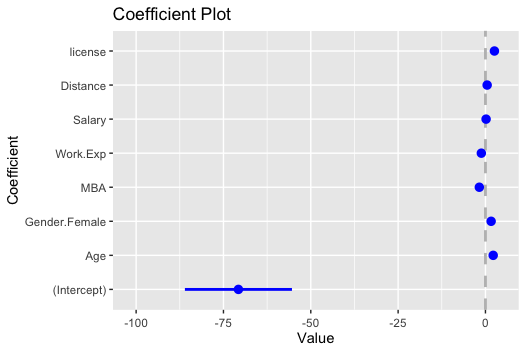 Coefficient Plot
Coefficient
license
Distance
Salary
Work.Exp
MBA
Gender.Female
Age
(Intercept)
-100 -75 -50 -25 0
Value